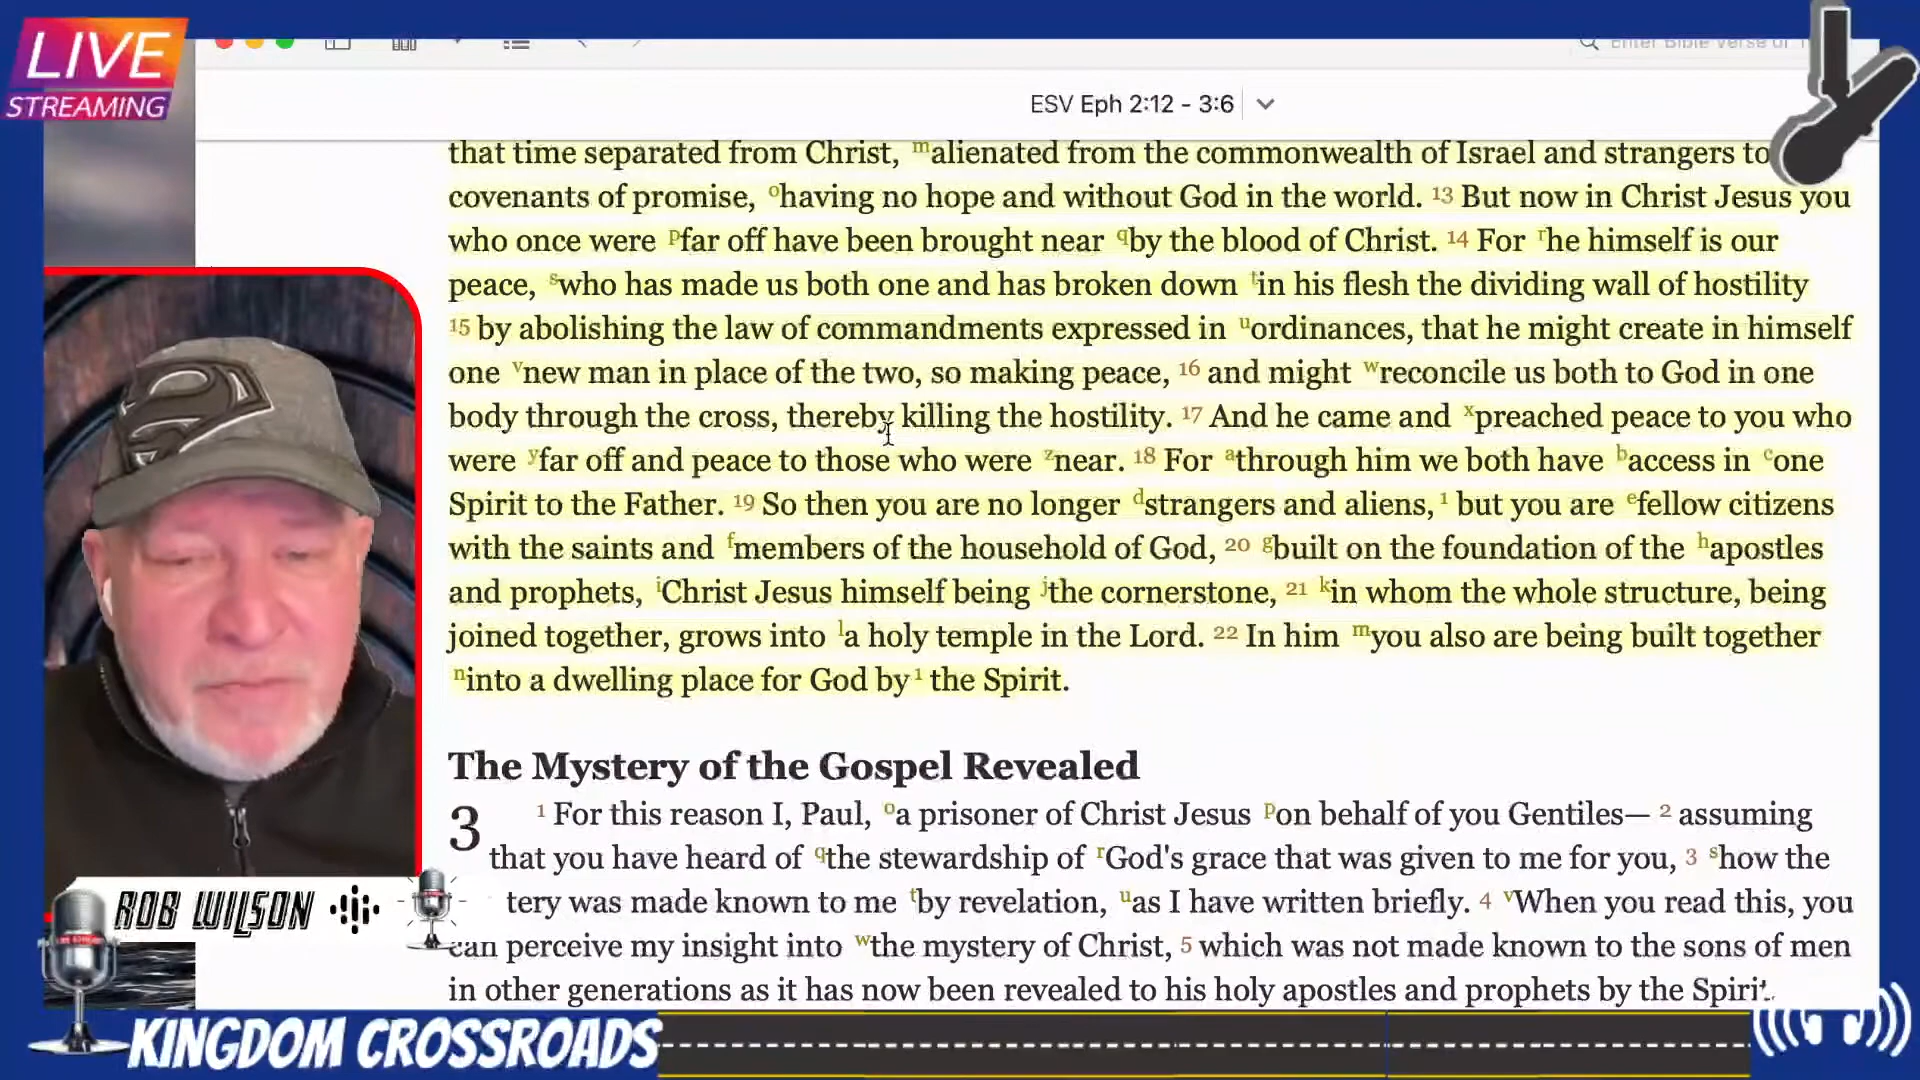 LIVE
STREAMING
Enter Bible verse or
ESV Eph 2:12 - 3:6
that time separated from Christ, malienated from the commonwealth of Israel and strangers to
covenants of promise, ohaving no hope and without God in the world. 13 But now in Christ Jesus you
who once were pfar off have been brought near qby the blood of Christ. 14 For rhe himself is our
peace, swho has made us both one and has broken down tin his flesh the dividing wall of hostility
15 by abolishing the law of commandments expressed in uordinances, that he might create in himself
one vnew man in place of the two, so making peace, 16 and might wreconcile us both to God in one
body through the cross, thereby killing the hostility. 17 And he came and xpreached peace to you who
were yfar off and peace to those who were znear. 18 For athrough him we both have baccess in cone
Spirit to the Father. 19 So then you are no longer dstrangers and aliens,1 but you are efellow citizens
with the saints and fmembers of the household of God, 20 gbuilt on the foundation of the hapostles
and prophets, iChrist Jesus himself being jthe cornerstone, 21 kin whom the whole structure, being
joined together, grows into la holy temple in the Lord. 22 In him myou also are being built together
ninto a dwelling place for God by1 the Spirit.
The Mystery of the Gospel Revealed
3 1 For this reason I, Paul, oa prisoner of Christ Jesus pon behalf of you Gentiles— 2 assuming
that you have heard of qthe stewardship of rGod's grace that was given to me for you, 3 show the
tery was made known to me tby revelation, uas I have written briefly. 4 vWhen you read this, you
can perceive my insight into wthe mystery of Christ, 5 which was not made known to the sons of men
in other generations as it has now been revealed to his holy apostles and prophets by the Spirit.
ROB WILSON
KINGDOM CROSSROADS